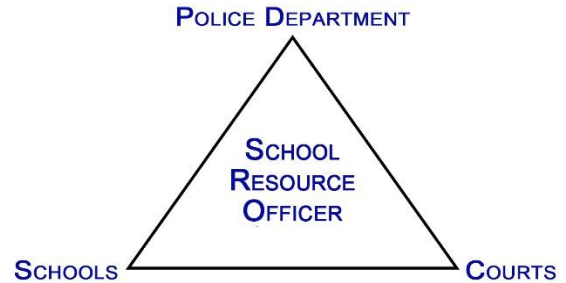 POLICE DEPARTMENT
SCHOOL
RESOURCE
OFFICER
SCHOOLS
COURTS